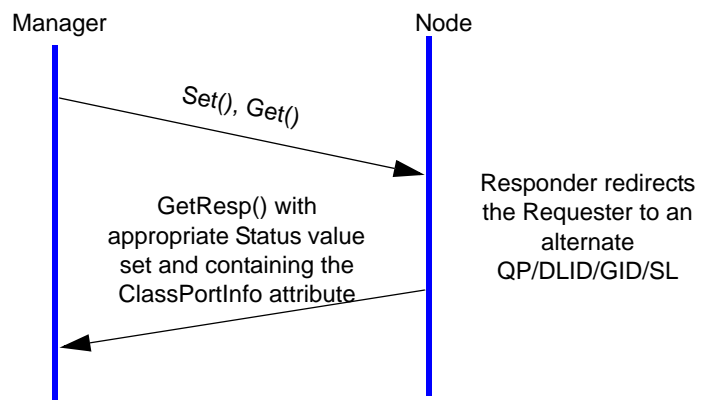 Manager
Node
Set(), Get()
Responder redirects
the Requester to an
alternate
QP/DLID/GID/SL
GetResp() with
appropriate Status value
set and containing the
ClassPortInfo attribute